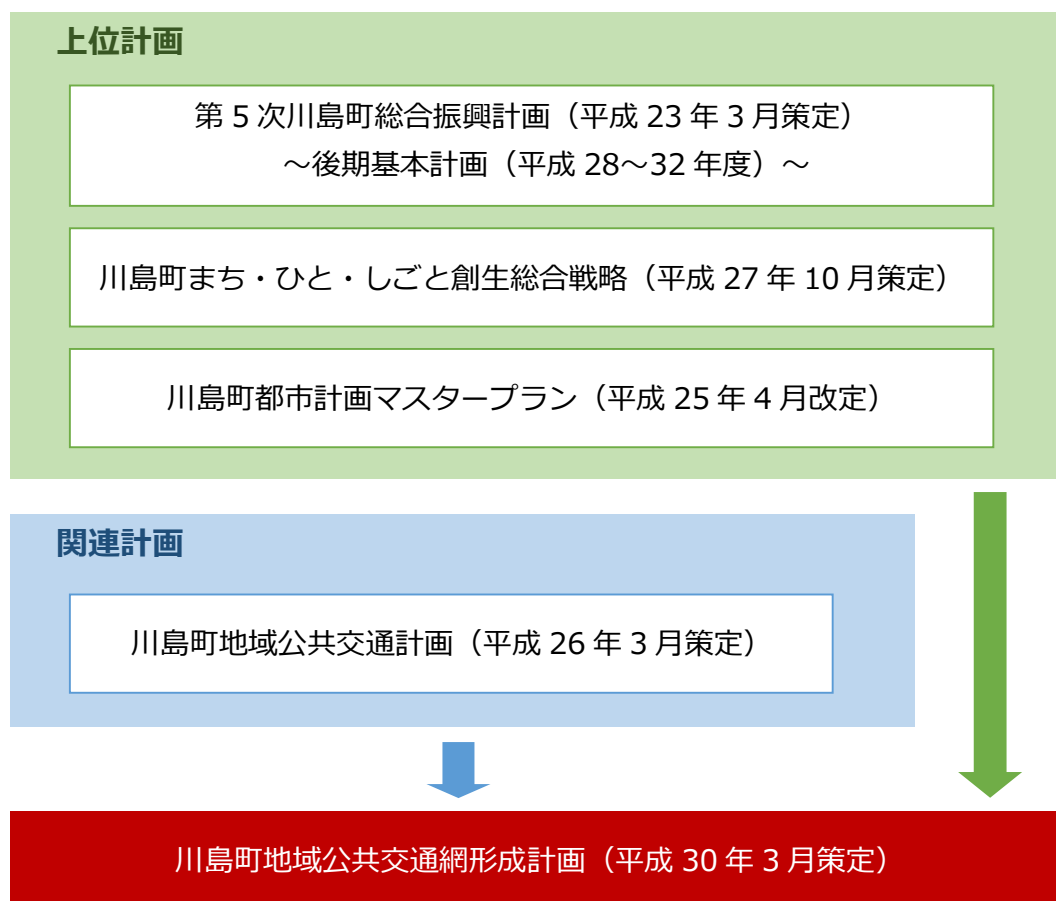 上位計画
第 5 次川島町総合振興計画（平成 23 年 3 月策定）
～後期基本計画（平成 28～32 年度）～
川島町まち・ひと・しごと創生総合戦略（平成 27 年 10 月策定）
川島町都市計画マスタープラン（平成 25 年 4 月改定）
関連計画
川島町地域公共交通計画（平成 26 年 3 月策定）
川島町地域公共交通網形成計画（平成 30 年 3 月策定）